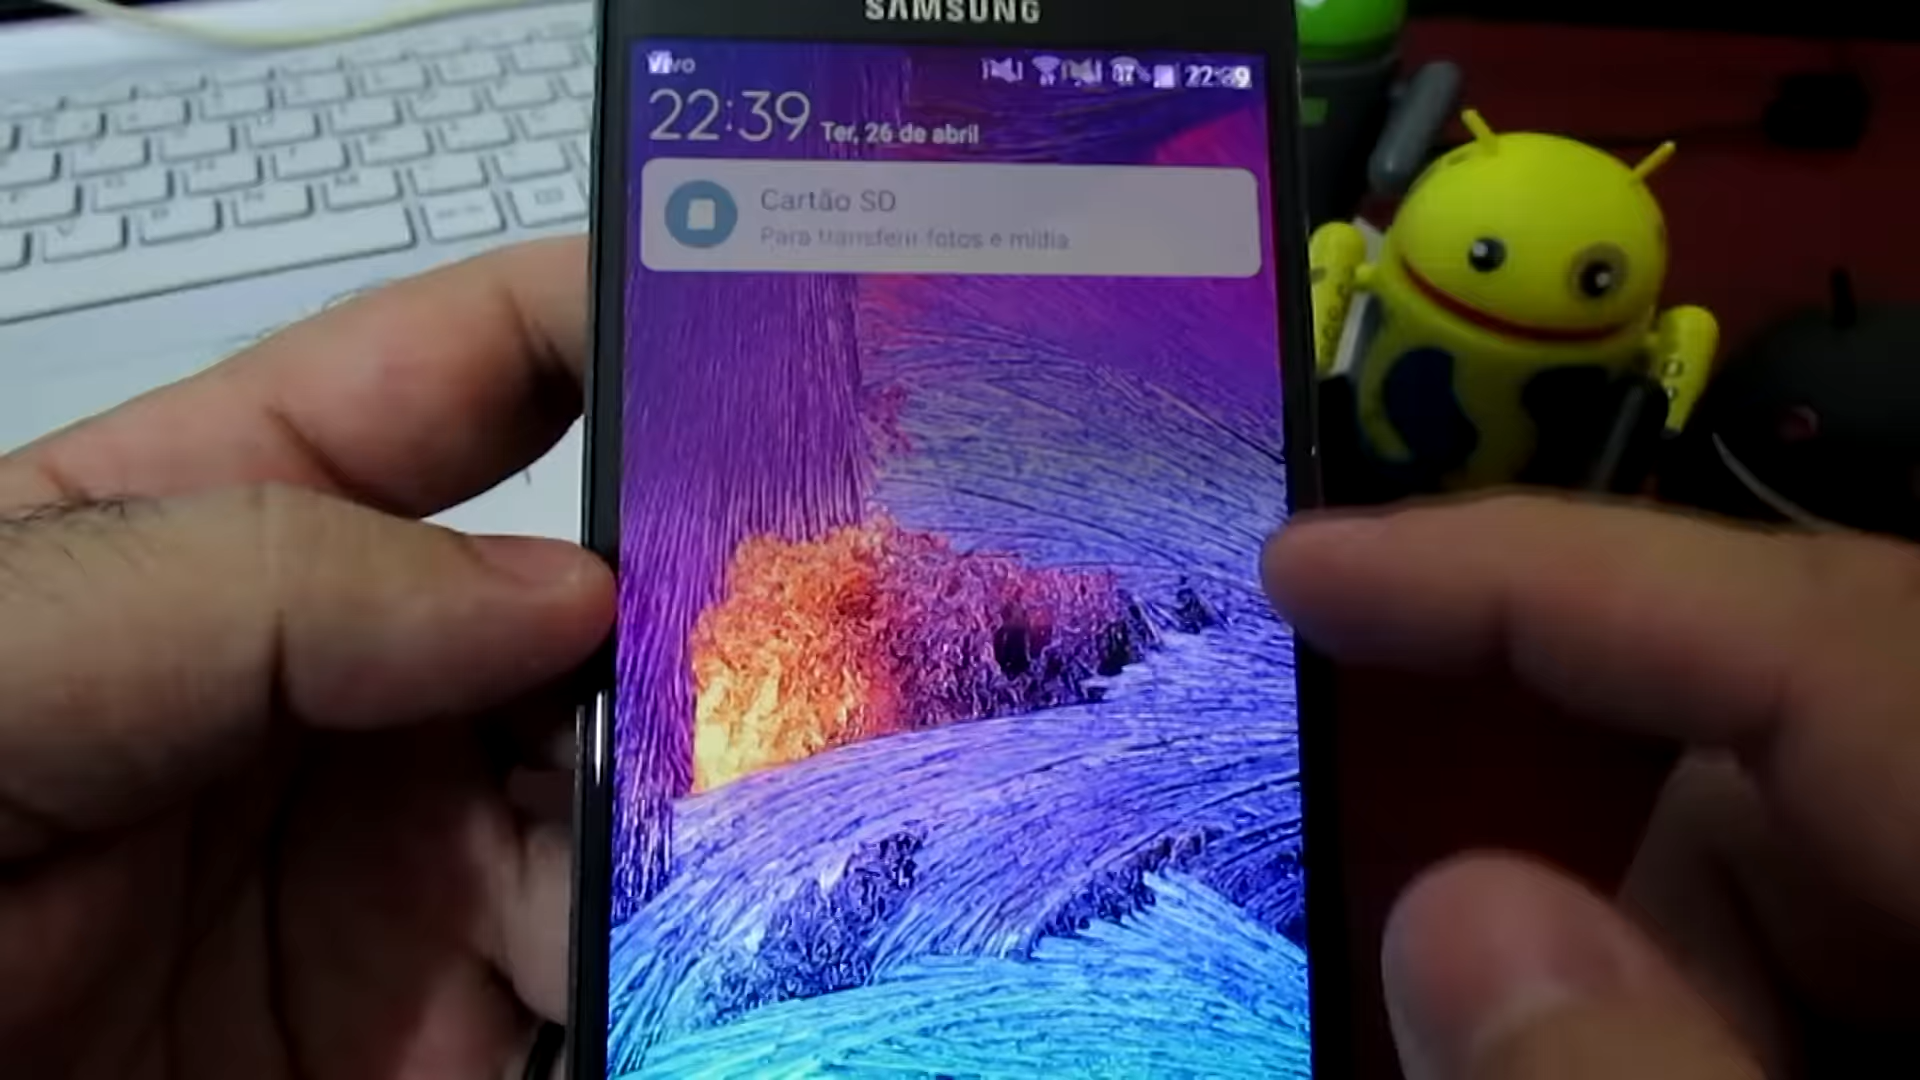 SAMSUNG
Vivo
22:39
22:39 Ter, 26 de abril
Cartão SD
Para transferir fotos e mídia